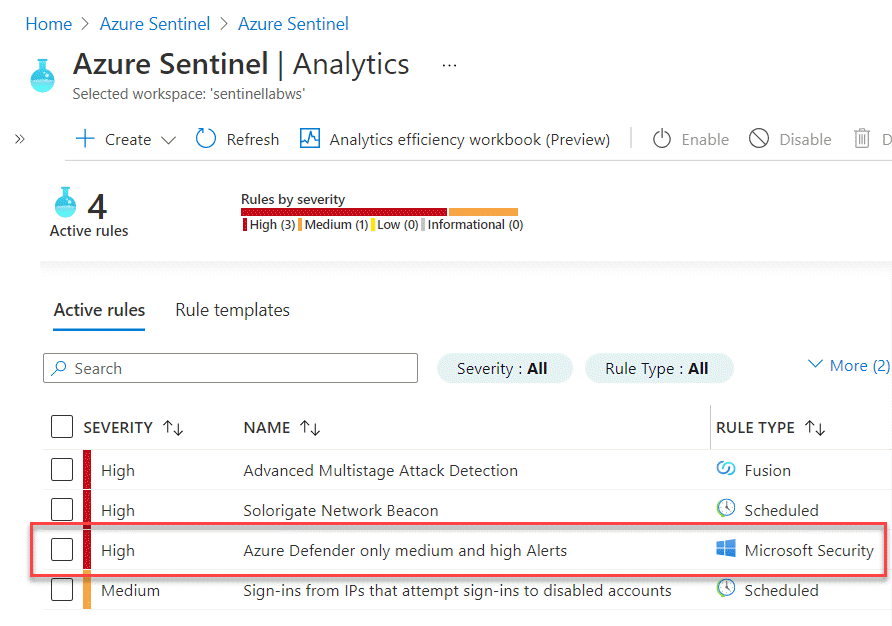 Home > Azure Sentinel > Azure Sentinel
Azure Sentinel | Analytics ...
Selected workspace: 'sentinellabws'
» + Create Refresh Analytics efficiency workbook (Preview) Enable Disable D
4
Active rules
Rules by severity
High (3) Medium (1) Low (0) Informational (0)
Active rules Rule templates
Search Severity : All Rule Type : All More (2)
SEVERITY ↑↓ NAME ↑↓ RULE TYPE ↑↓
High Advanced Multistage Attack Detection Fusion
High Solorigate Network Beacon Scheduled
High Azure Defender only medium and high Alerts Microsoft Security
Medium Sign-ins from IPs that attempt sign-ins to disabled accounts Scheduled